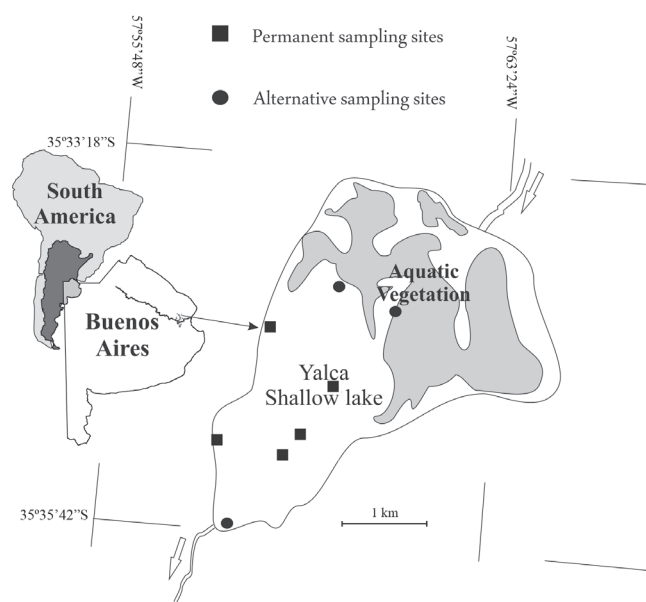 57º55'48"W
Permanent sampling sites
57º63'24"W
Alternative sampling sites
35º33'18"S
South
America
Aquatic
Vegetation
Buenos
Aires
Yalca
Shallow lake
35º35'42"S
1 km